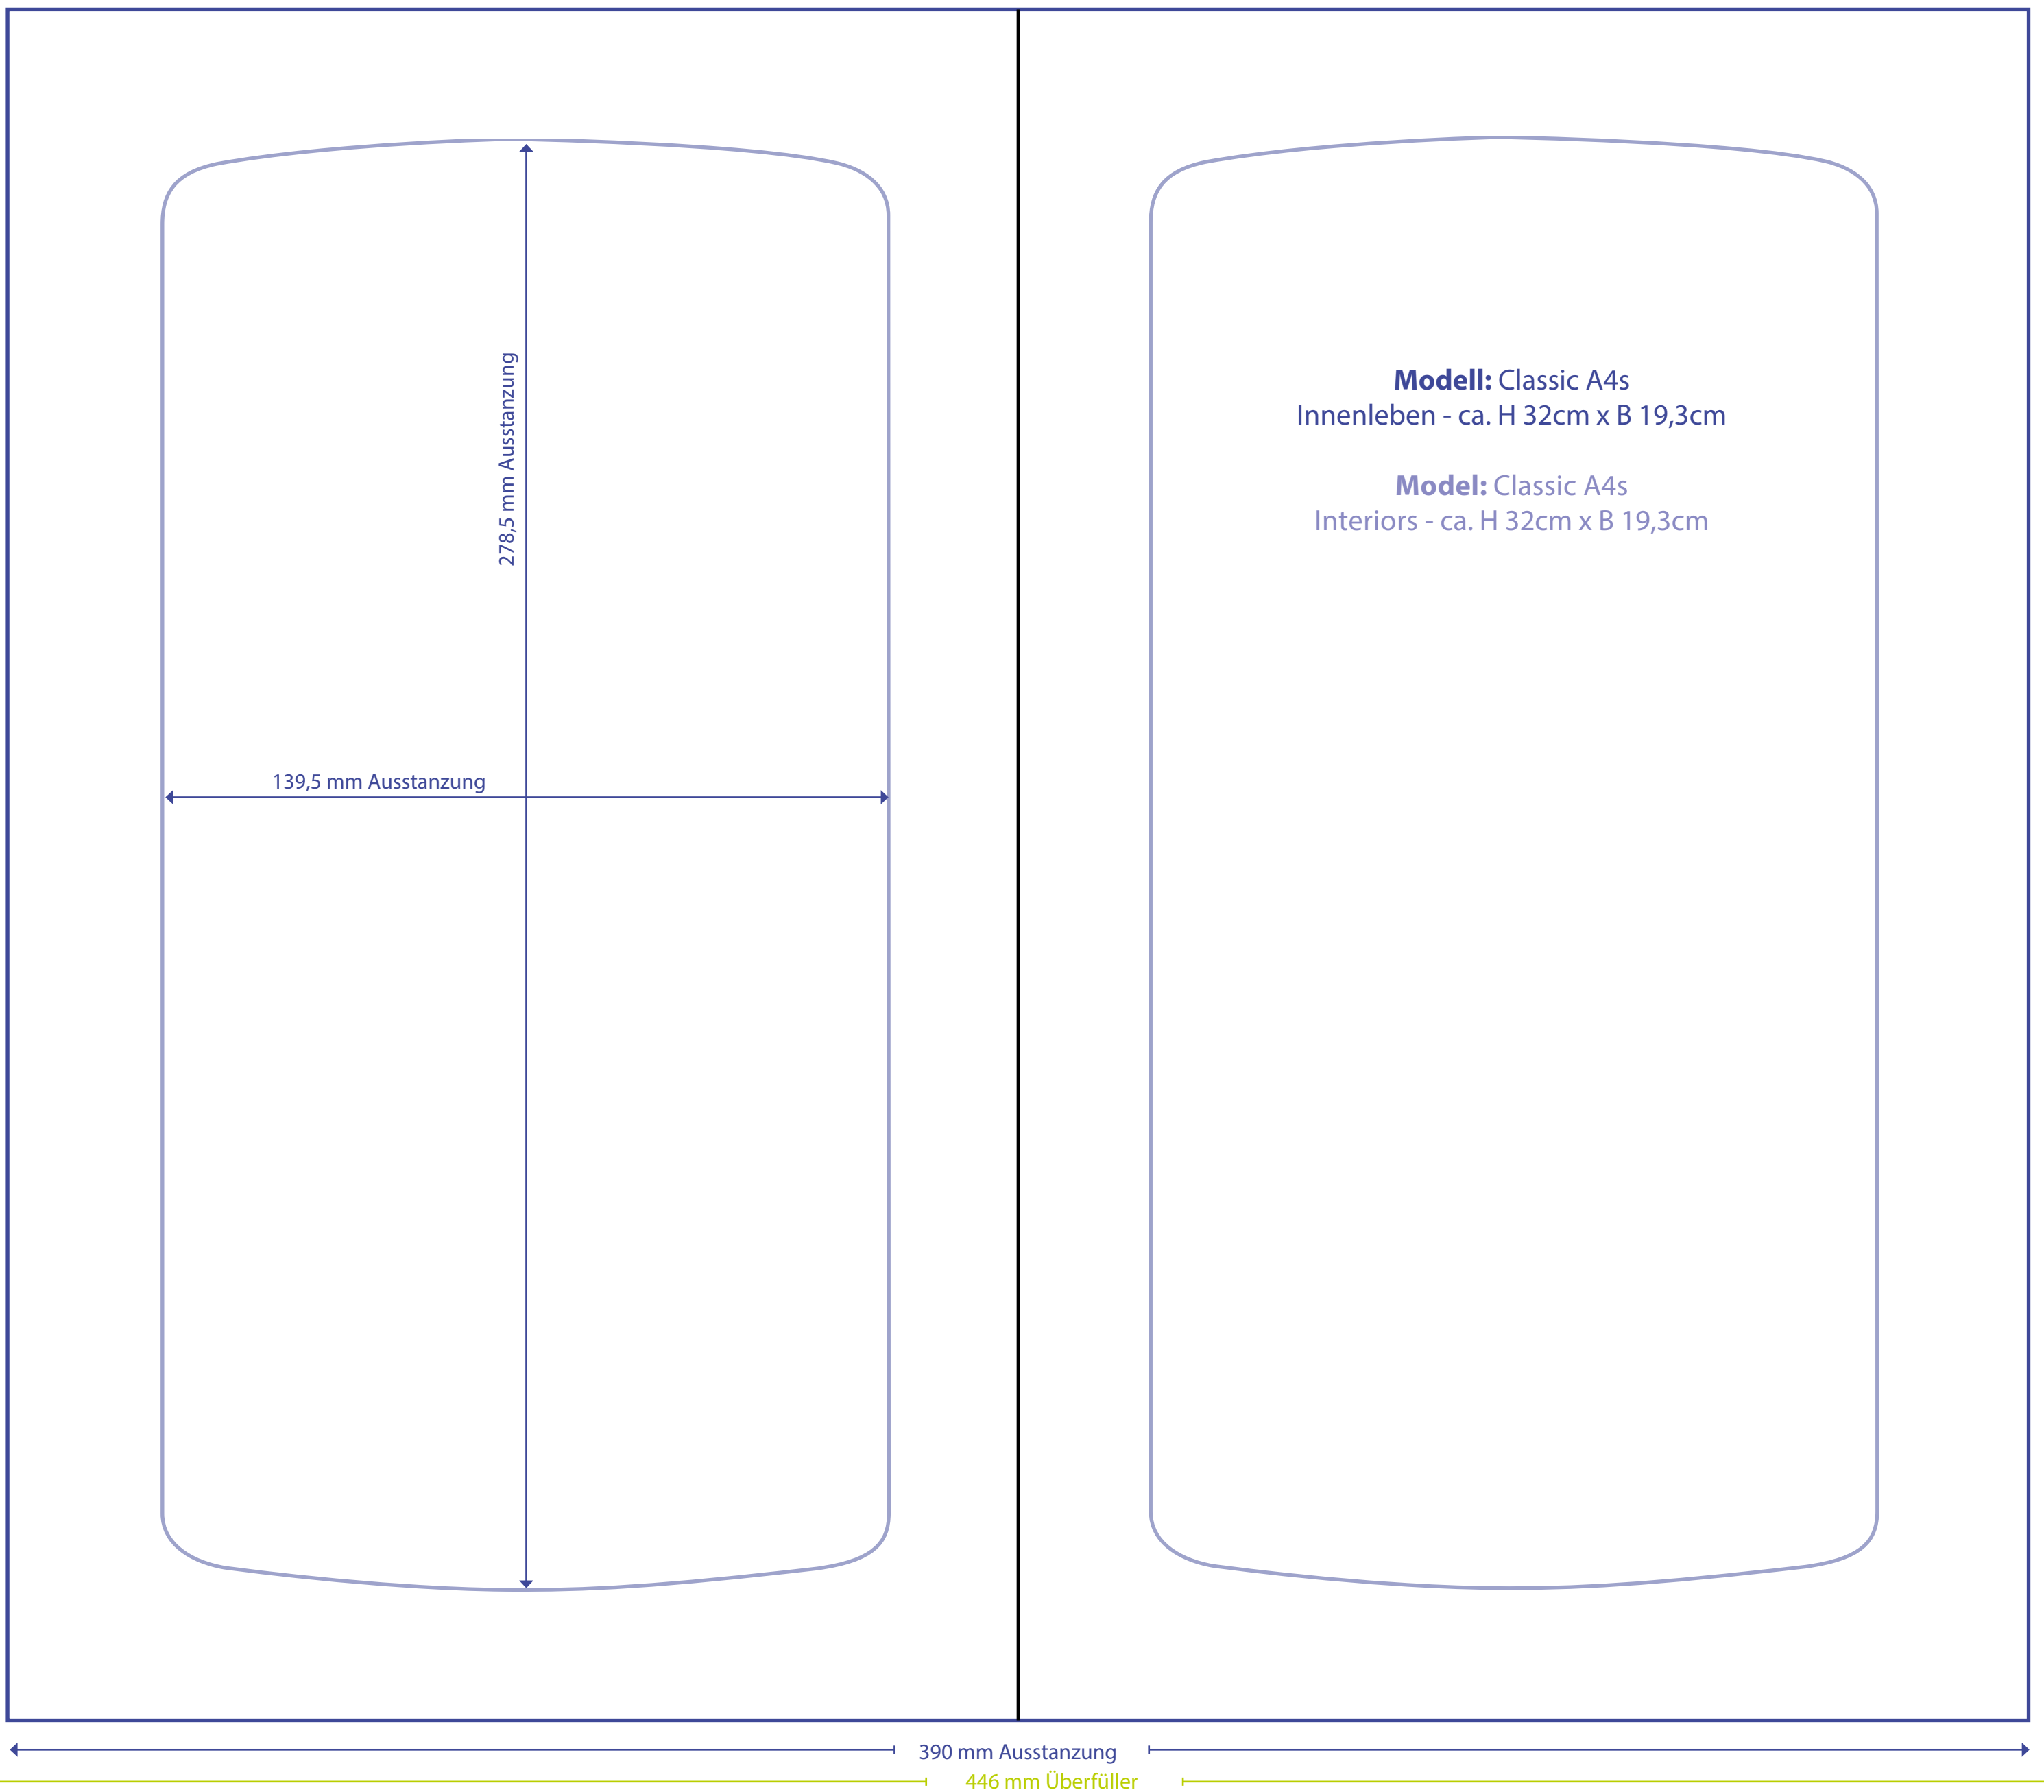 278,5 mm Ausstanzung
139,5 mm Ausstanzung
Modell: Classic A4s
Innenleben - ca. H 32cm x B 19,3cm
Model: Classic A4s
Interiors - ca. H 32cm x B 19,3cm
390 mm Ausstanzung
446 mm Überfüller